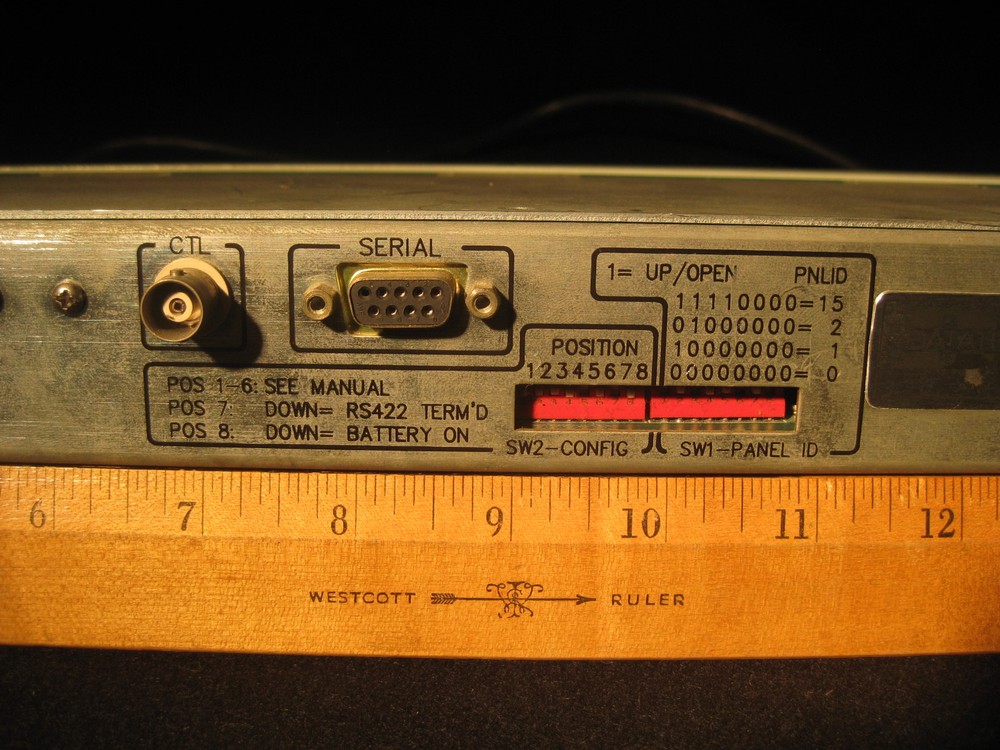 CTL
SERIAL
1= UP/OPEN PNLID
11110000=15
01000000= 2
10000000= 1
00000000= 0
POSITION
12345678
POS 1-6: SEE MANUAL
POS 7: DOWN= RS422 TERM'D
POS 8: DOWN= BATTERY ON
SW2-CONFIG SW1-PANEL ID
6 7 8 9 10 11 12
WESTCOTT RULER